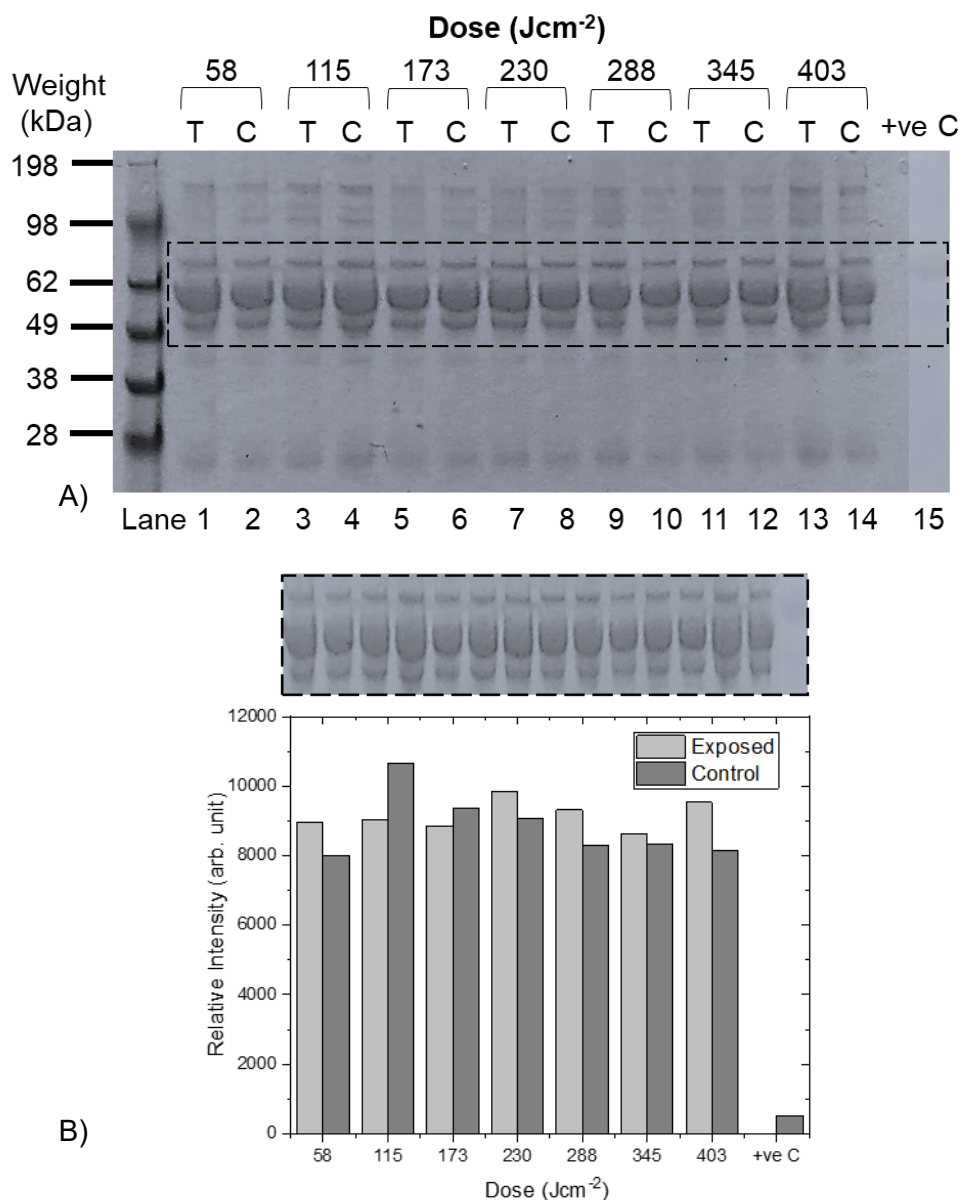 Dose (Jcm-2)
Weight (kDa)
58 115 173 230 288 345 403
T C T C T C T C T C T C T C +ve C
198
98
62
49
38
28
A)
Lane 1 2 3 4 5 6 7 8 9 10 11 12 13 14 15
12000
10000
8000
6000
4000
2000
0
Relative Intensity (arb. unit)
Exposed
Control
58 115 173 230 288 345 403 +ve C
Dose (Jcm-2)
B)